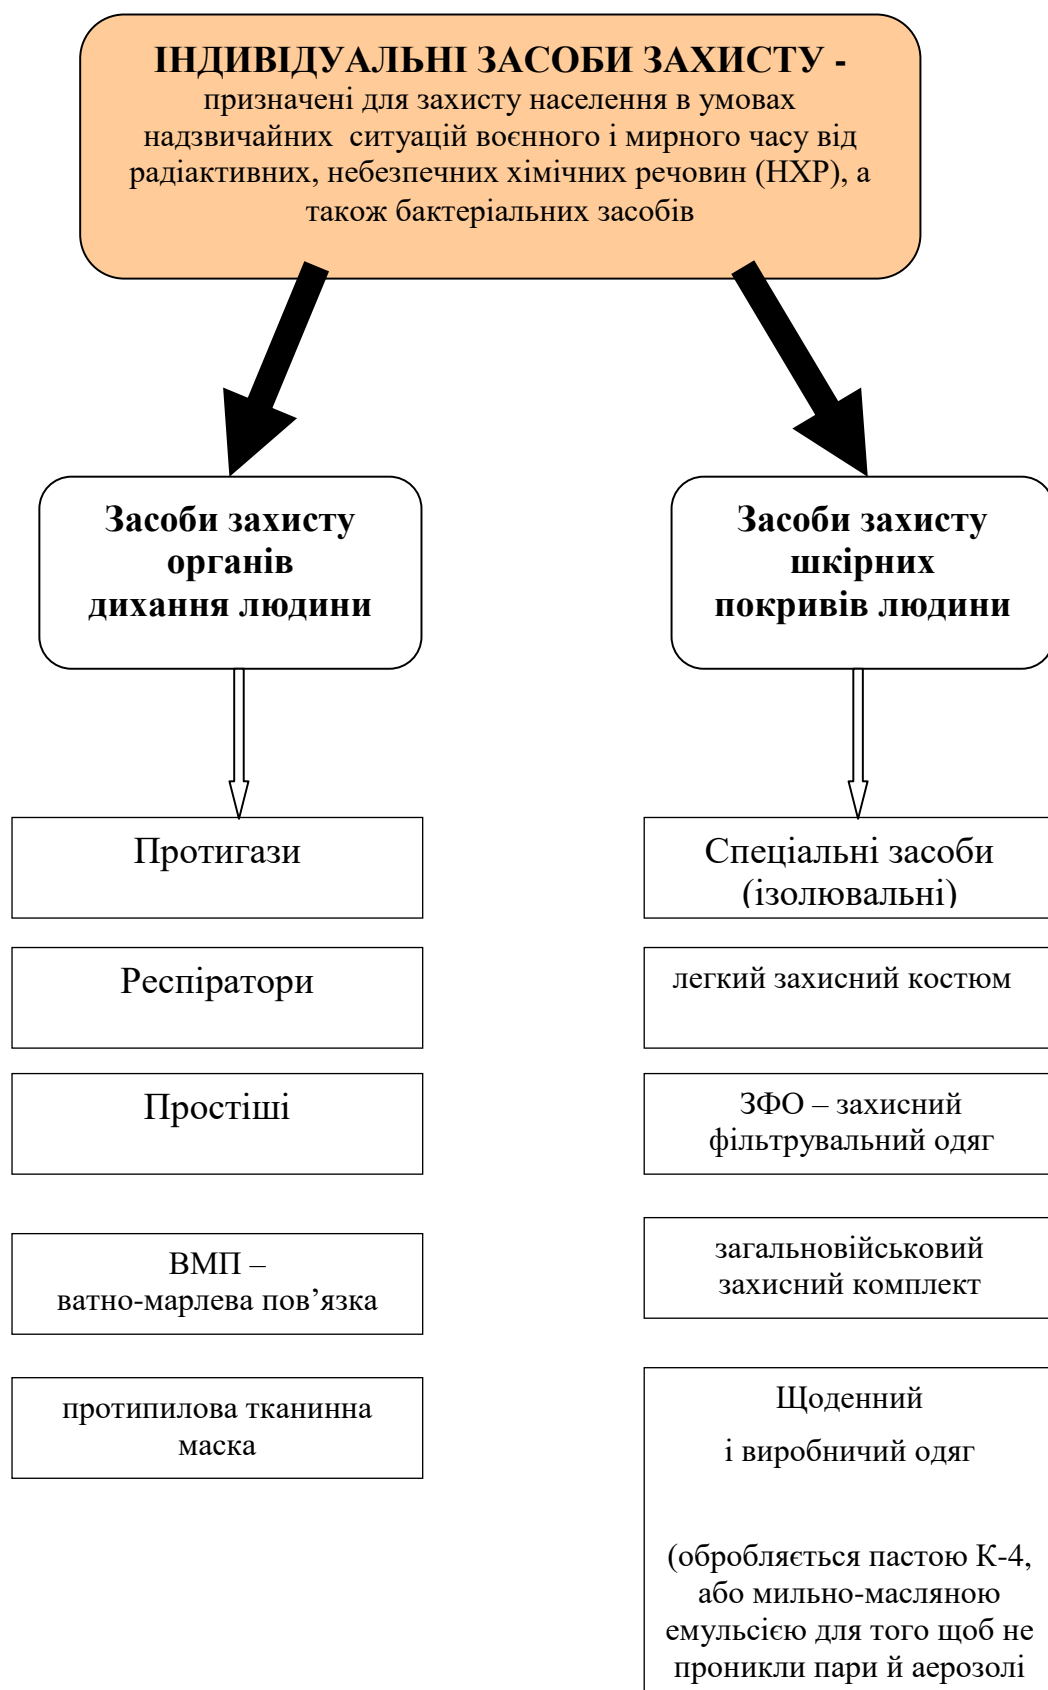 ІНДИВІДУАЛЬНІ ЗАСОБИ ЗАХИСТУ -
призначені для захисту населення в умовах
надзвичайних ситуацій воєнного і мирного часу від
радіактивних, небезпечних хімічних речовин (НХР), а
також бактеріальних засобів
Засоби захисту
органів
дихання людини
Засоби захисту
шкірних
покривів людини
Протигази
Респіратори
Простіші
ВМП –
ватно-марлева пов’язка
протипилова тканинна
маска
Спеціальні засоби
(ізолювальні)
легкий захисний костюм
ЗФО – захисний
фільтрувальний одяг
загальновійськовий
захисний комплект
Щоденний
і виробничий одяг
(обробляється пастою К-4,
або мильно-масляною
емульсією для того щоб не
проникли пари й аерозолі